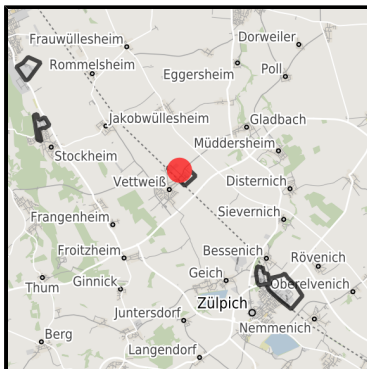 Frauwüllesheim
Dorweiler
Rommelsheim
Eggersheim
Poll
Jakobwüllesheim
Gladbach
Müddersheim
Stockheim
Vettweiß
Disternich
Sievernich
Frangenheim
Froitzheim
Bessenich
Rövenich
Thum
Ginnick
Geich
Oberelvenich
Zülpich
Juntersdorf
Nemmenich
Berg
Langendorf